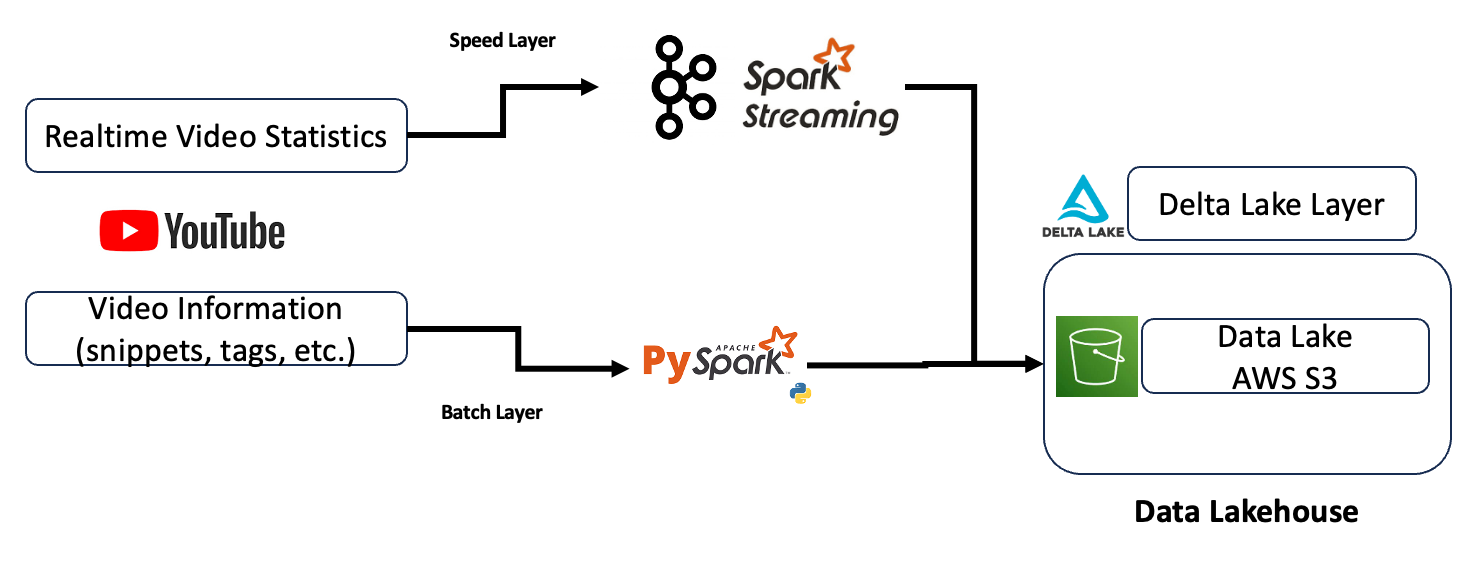 Speed Layer
Spark
Streaming
Realtime Video Statistics
YouTube
Video Information
(snippets, tags, etc.)
Batch Layer
APACHE
PySpark
DELTA LAKE
Delta Lake Layer
Data Lake
AWS S3
Data Lakehouse